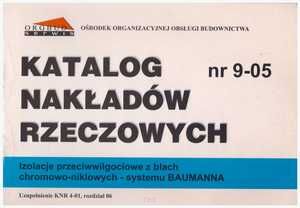 ORGBUD
SERWIS
OŚRODEK ORGANIZACYJNEJ OBSŁUGI BUDOWNICTWA
KATALOG nr 9-05
NAKŁADÓW
RZECZOWYCH
Izolacje przeciwwilgociowe z blach
chromowo-niklowych - systemu BAUMANNA
Uzupełnienie KNR 4-01, rozdział 06